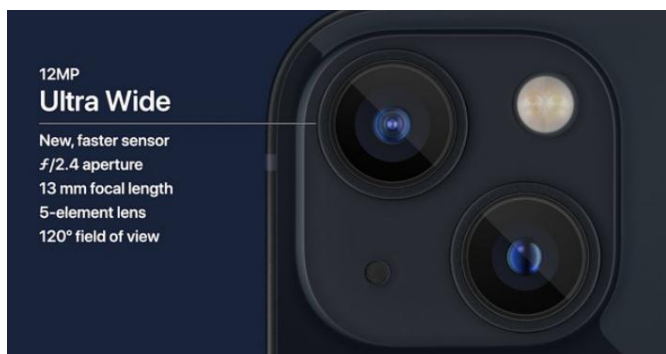 12MP
Ultra Wide
New, faster sensor
ƒ/2.4 aperture
13 mm focal length
5-element lens
120° field of view